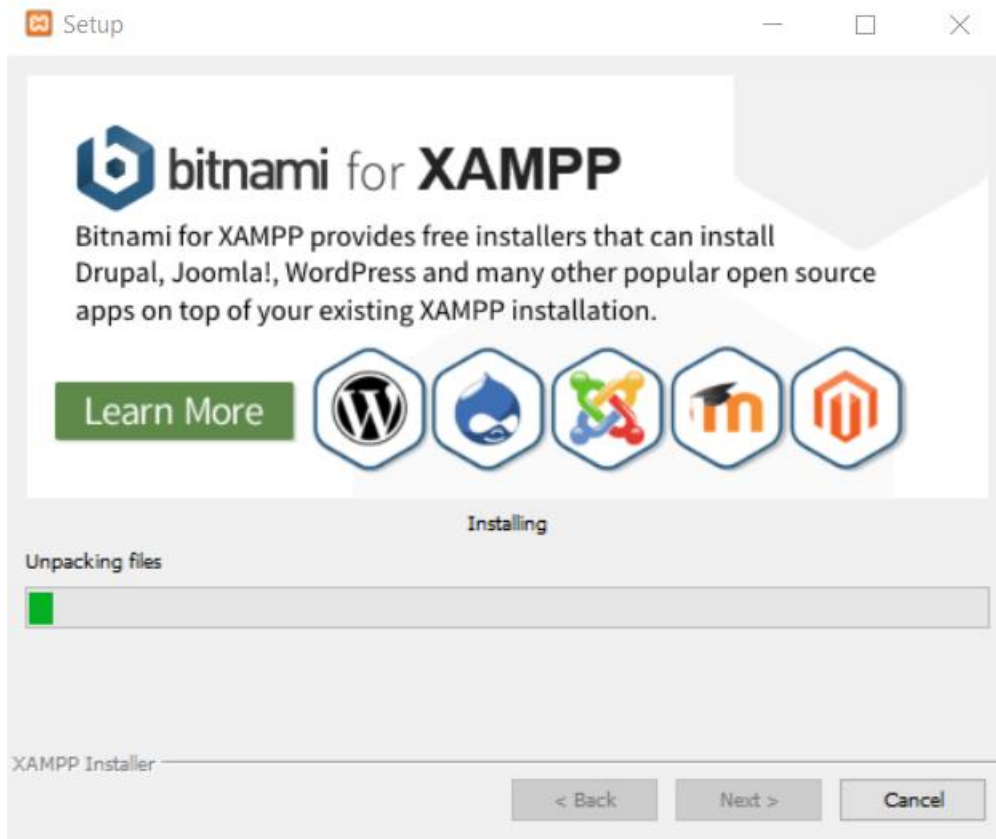 Setup
bitnami for XAMPP
Bitnami for XAMPP provides free installers that can install
Drupal, Joomla!, WordPress and many other popular open source
apps on top of your existing XAMPP installation.
Learn More
Installing
Unpacking files
XAMPP Installer
< Back Next > Cancel